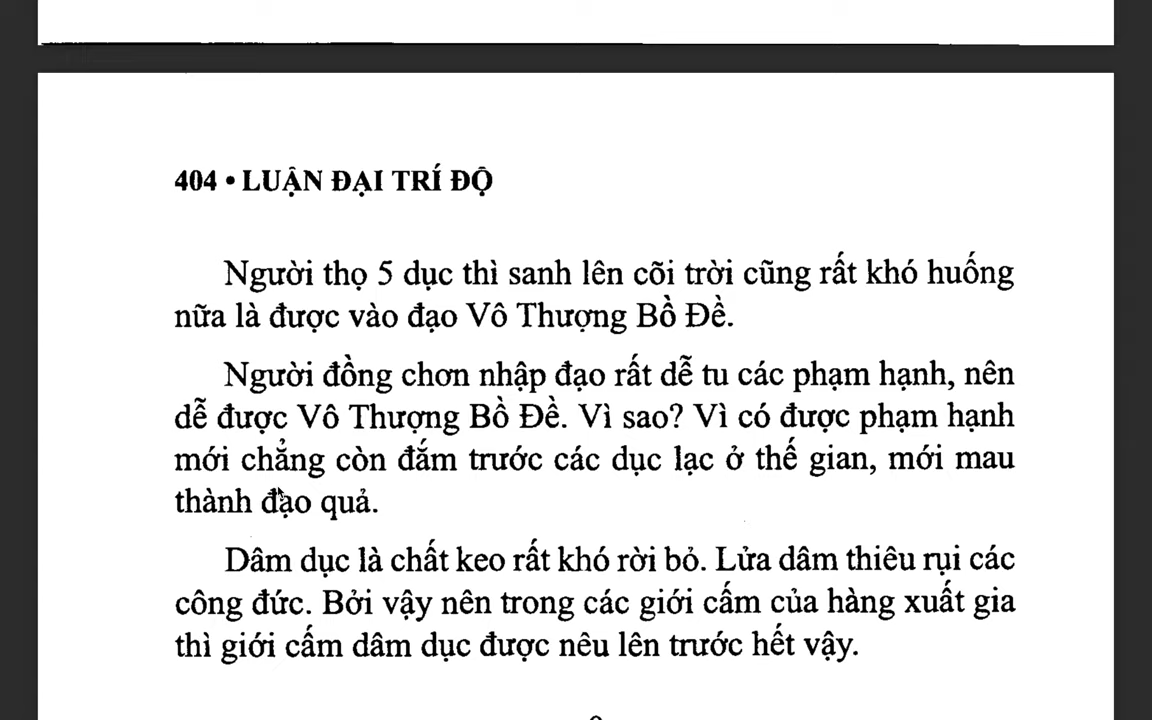 404 • LUẬN ĐẠI TRÍ ĐỘ
Người thọ 5 dục thì sanh lên cõi trời cũng rất khó huống
nữa là được vào đạo Vô Thượng Bồ Đề.
Người đồng chơn nhập đạo rất dễ tu các phạm hạnh, nên
dễ được Vô Thượng Bồ Đề. Vì sao? Vì có được phạm hạnh
mới chẳng còn đắm trước các dục lạc ở thế gian, mới mau
thành đạo quả.
Dâm dục là chất keo rất khó rời bỏ. Lửa dâm thiêu rụi các
công đức. Bởi vậy nên trong các giới cấm của hàng xuất gia
thì giới cấm dâm dục được nêu lên trước hết vậy.